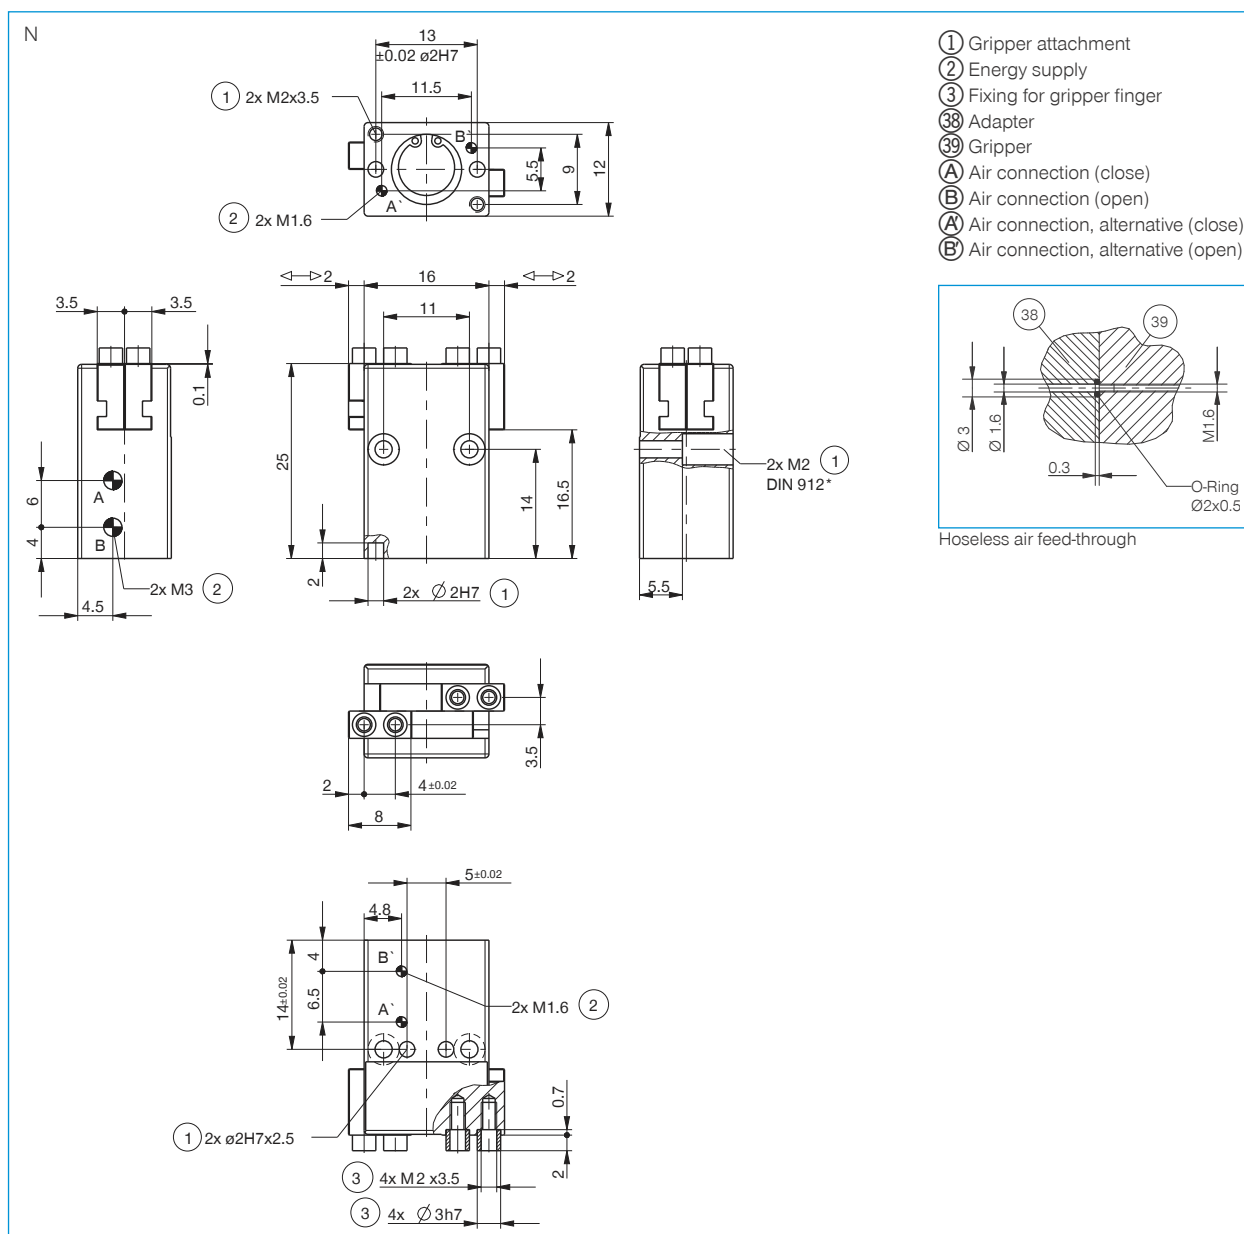 N
13
±0.02 ø2H7
11.5
1 2x M2x3.5
B`
A`
5.5
9
12
2 2x M1.6
1 Gripper attachment
2 Energy supply
3 Fixing for gripper finger
38 Adapter
39 Gripper
A Air connection (close)
B Air connection (open)
A' Air connection, alternative (close)
B' Air connection, alternative (open)
3.5
3.5
0.1
A
B
6
4
2x M3 2
4.5
2
16
2
11
25
14
16.5
2
2x Ø 2H7 1
2x M2 1
DIN 912*
5.5
38
39
Ø 3
Ø 1.6
M1.6
0.3
O-Ring
Ø2x0.5
Hoseless air feed-through
3.5
2
4±0.02
8
5±0.02
4.8
4
14±0.02
6.5
B`
A`
2x M1.6 2
0.7
2
1 2x ø2H7x2.5
3 4x M2 x3.5
3 4x Ø 3h7